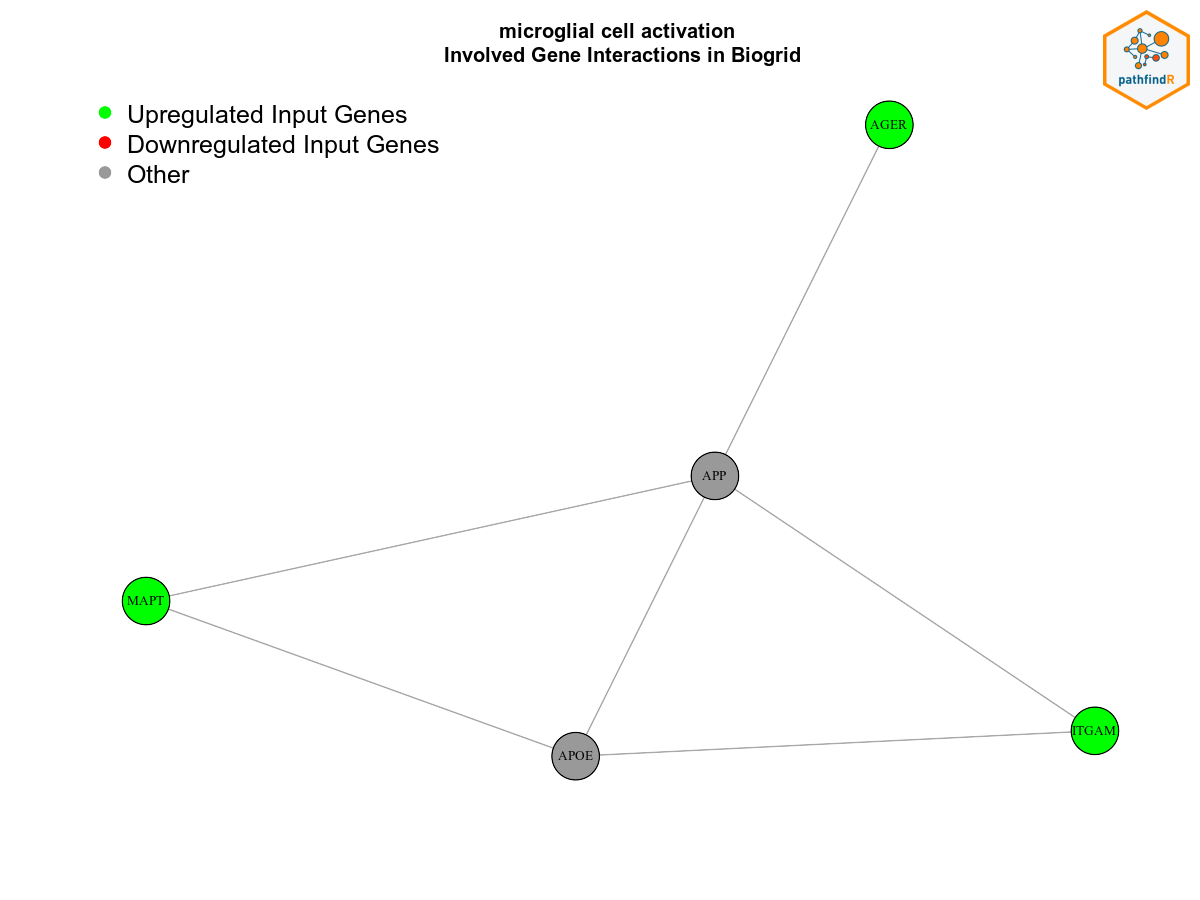 microglial cell activation
Involved Gene Interactions in Biogrid
pathfindR
Upregulated Input Genes
Downregulated Input Genes
Other
AGER
APP
MAPT
APOE
ITGAM